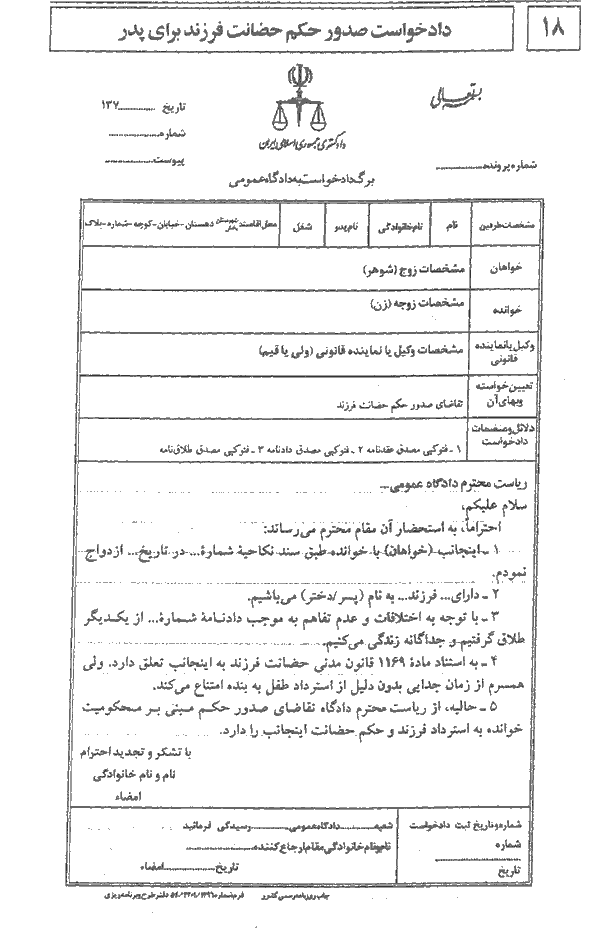 ۱۸
دادخواست صدور حکم حضانت فرزند برای پدر
بسمه تعالی
دادگستری جمهوری اسلامی ایران
تاریخ ............۱۳۷
شماره..................
پیوست..................
شماره پرونده..................
برگ دادخواست به دادگاه عمومی
مشخصات طرفین نام نام خانوادگی نام پدر شغل محل اقامت شهرستان بخش دهستان - خیابان - کوچه - شماره - پلاک
خواهان مشخصات زوج (شوهر)
خوانده مشخصات زوجه (زن)
وکیل یا نماینده قانونی مشخصات وکیل یا نماینده قانونی (ولی یا قیم)
تعیین خواسته وبهای آن تقاضای صدور حکم حضانت فرزند
دلائل و منضمات دادخواست ۱ ـ فتوکپی مصدق عقدنامه ۲ ـ فتوکپی مصدق دادنامه ۳ ـ فتوکپی مصدق طلاق‌نامه
ریاست محترم دادگاه عمومی...
سلام علیکم،
احتراماً، به استحضار آن مقام محترم می‌رساند:
۱ ـ اینجانب (خواهان) با خوانده طبق سند نکاحیهٔ شمارهٔ... در تاریخ... ازدواج
نمودم.
۲ ـ دارای... فرزند... به نام (پسر/دختر) می‌باشیم.
۳ ـ با توجه به اختلافات و عدم تفاهم به موجب دادنامهٔ شمارهٔ... از یکدیگر
طلاق گرفتیم و جداگانه زندگی می‌کنیم.
۴ ـ به استناد مادهٔ ۱۱۶۹ قانون مدنی حضانت فرزند به اینجانب تعلق دارد. ولی
همسرم از زمان جدایی بدون دلیل از استرداد طفل به بنده امتناع می‌کند.
۵ ـ حالیه، از ریاست محترم دادگاه تقاضای صدور حکم مبنی بر محکومیت
خوانده به استرداد فرزند و حکم حضانت اینجانب را دارد.
با تشکر و تجدید احترام
نام و نام خانوادگی
امضاء
شماره و تاریخ ثبت دادخواست
شماره
تاریخ
شعبه............دادگاه عمومی............رسیدگی فرمائید
نام و نام خانوادگی مقام ارجاع کننده..................
تاریخ..................امضاء
چاپ روزنامه رسمی کشور